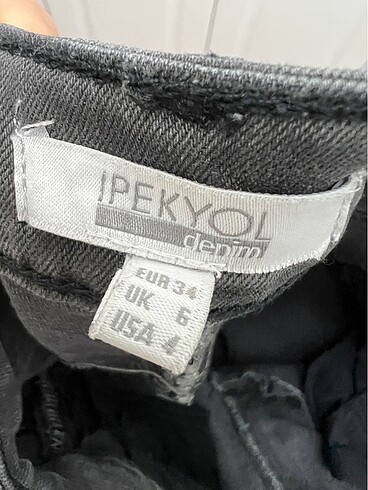 IPEKYOL
denim
EUR 34
UK 6
USA 4